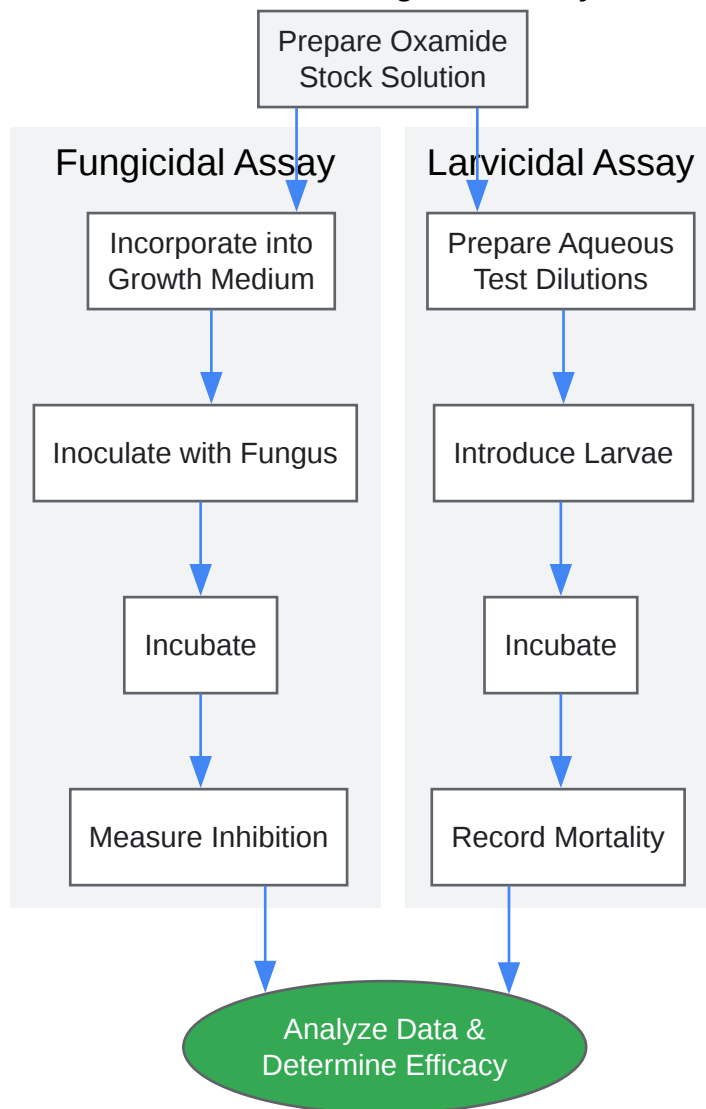 Prepare Oxamide
Stock Solution
Fungicidal Assay
Incorporate into
Growth Medium
Inoculate with Fungus
Incubate
Measure Inhibition
Larvicidal Assay
Prepare Aqueous
Test Dilutions
Introduce Larvae
Incubate
Record Mortality
Analyze Data &
Determine Efficacy